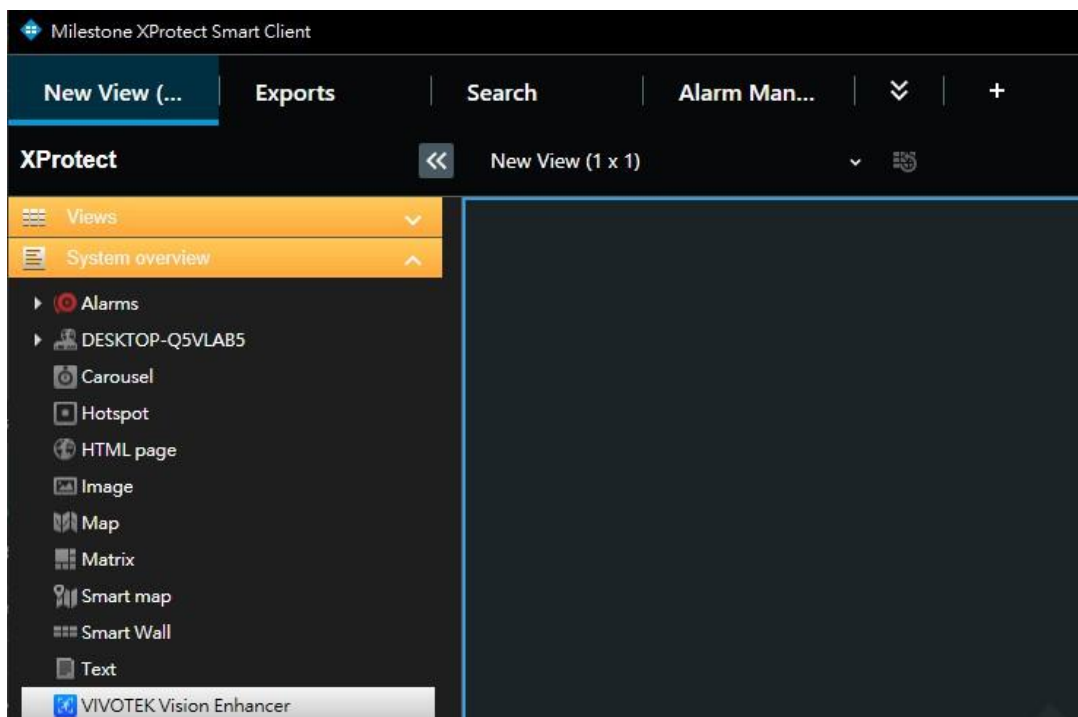 Milestone XProtect Smart Client
New View (... Exports Search Alarm Man... +
XProtect New View (1 x 1)
Views
System overview
Alarms
DESKTOP-Q5VLAB5
Carousel
Hotspot
HTML page
Image
Map
Matrix
Smart map
Smart Wall
Text
VIVOTEK Vision Enhancer